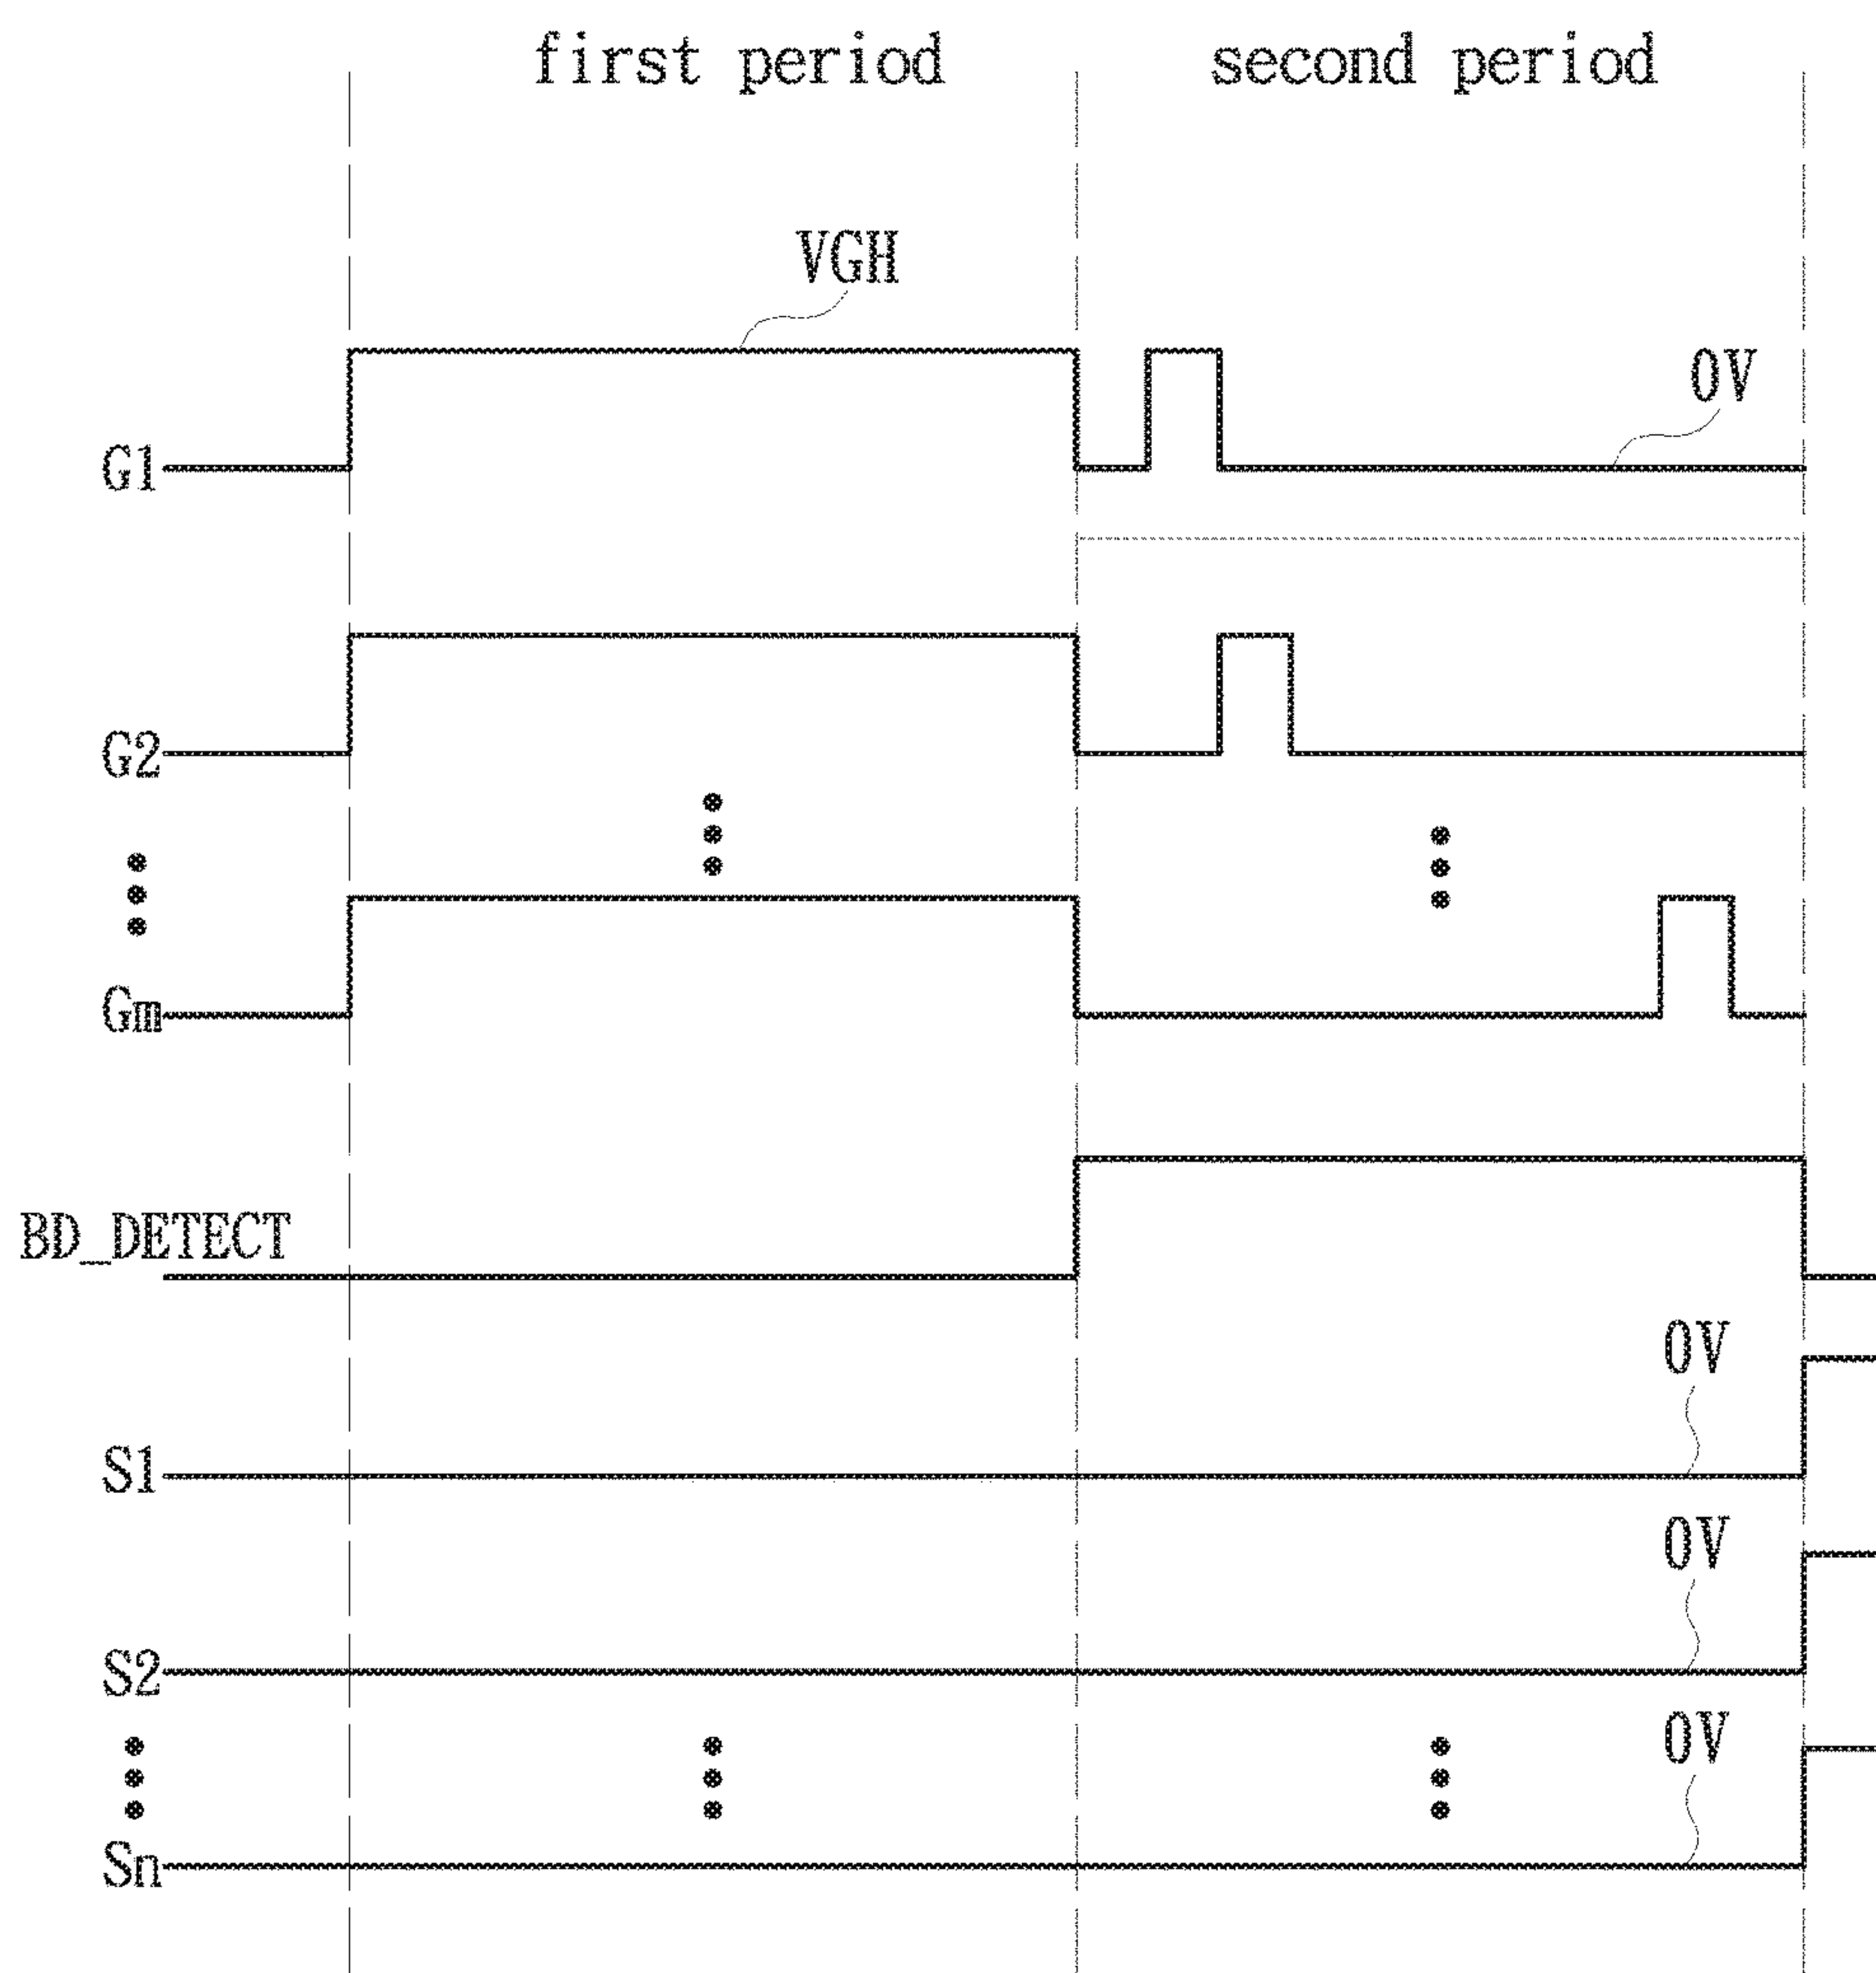 first period
second period
VGH
0V
G1
G2
Gm
BD_DETECT
0V
S1
0V
S2
0V
Sn